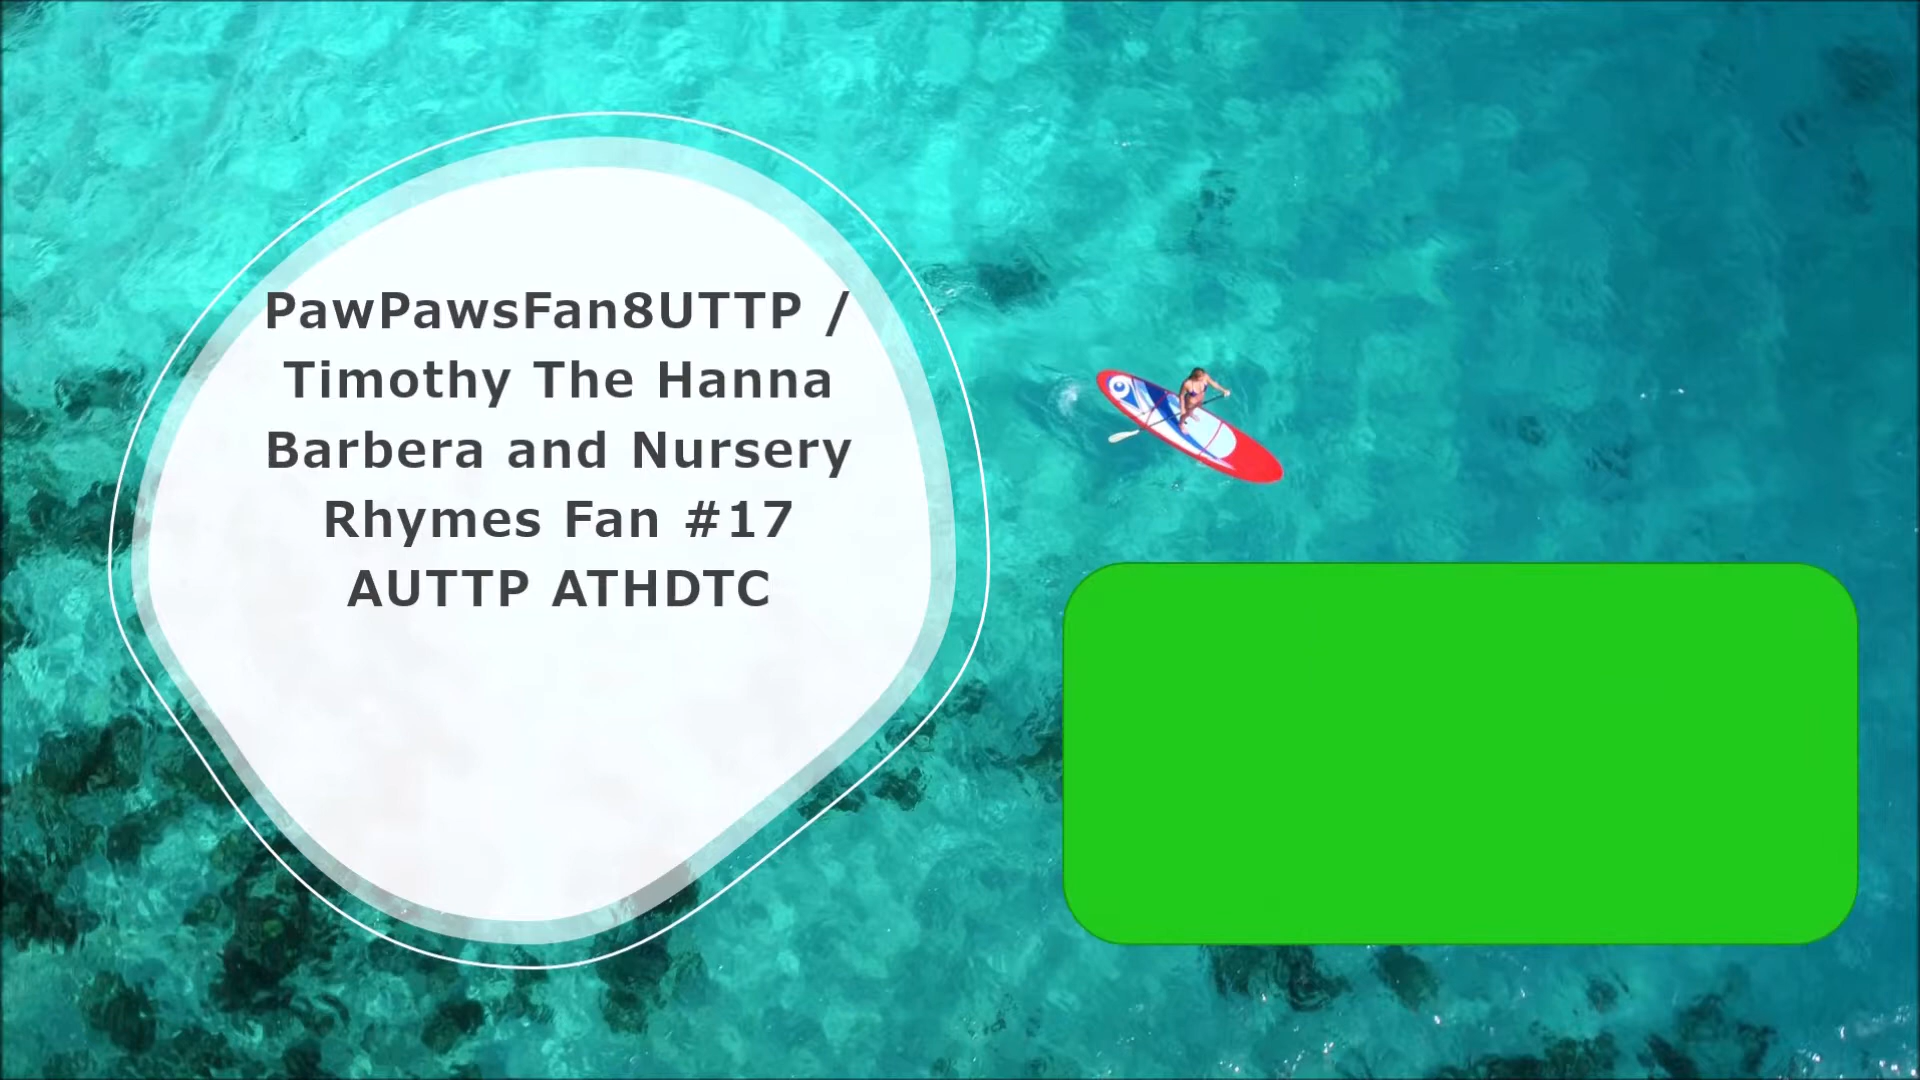 PawPawsFan8UTTP /
Timothy The Hanna
Barbera and Nursery
Rhymes Fan #17
AUTTP ATHDTC